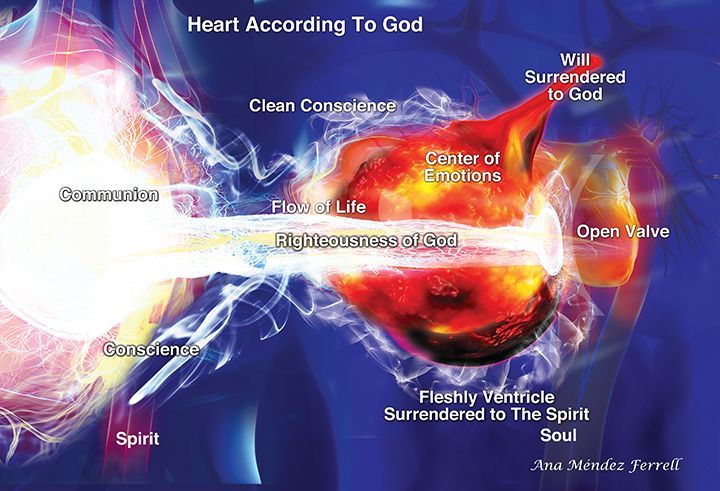 Heart According To God
Will
Surrendered
to God
Clean Conscience
Center of
Emotions
Communion
Flow of Life
Righteousness of God
Open Valve
Conscience
Fleshly Ventricle
Surrendered to The Spirit
Soul
Spirit
Ana Méndez Ferrell